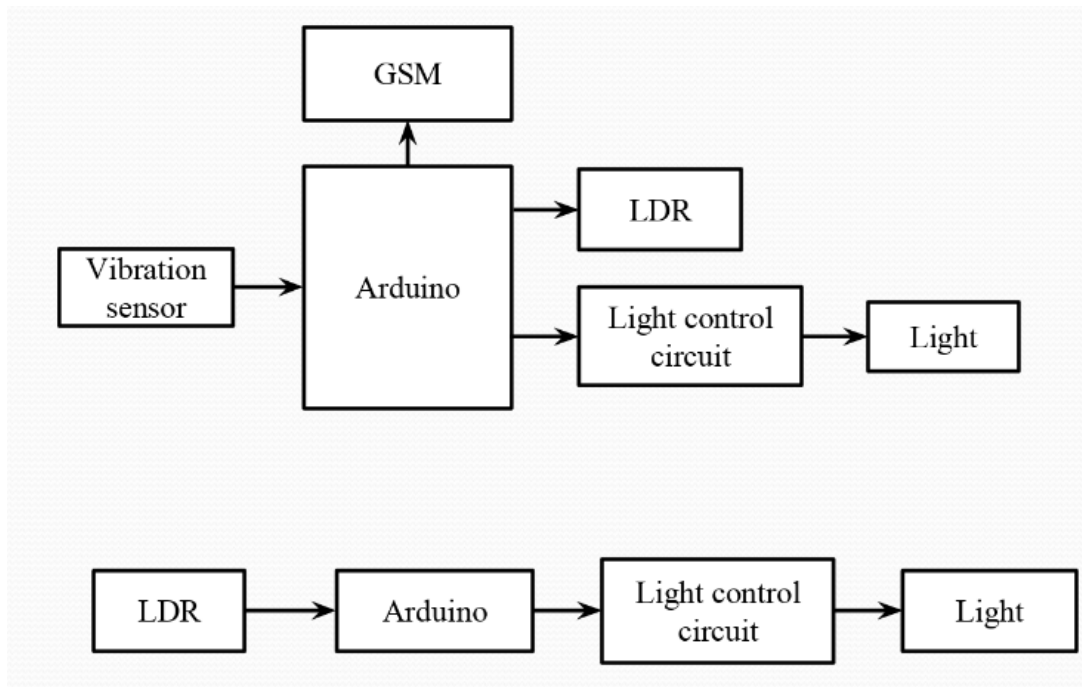 GSM
LDR
Vibration
sensor
Arduino
Light control
circuit
Light
LDR
Arduino
Light control
circuit
Light